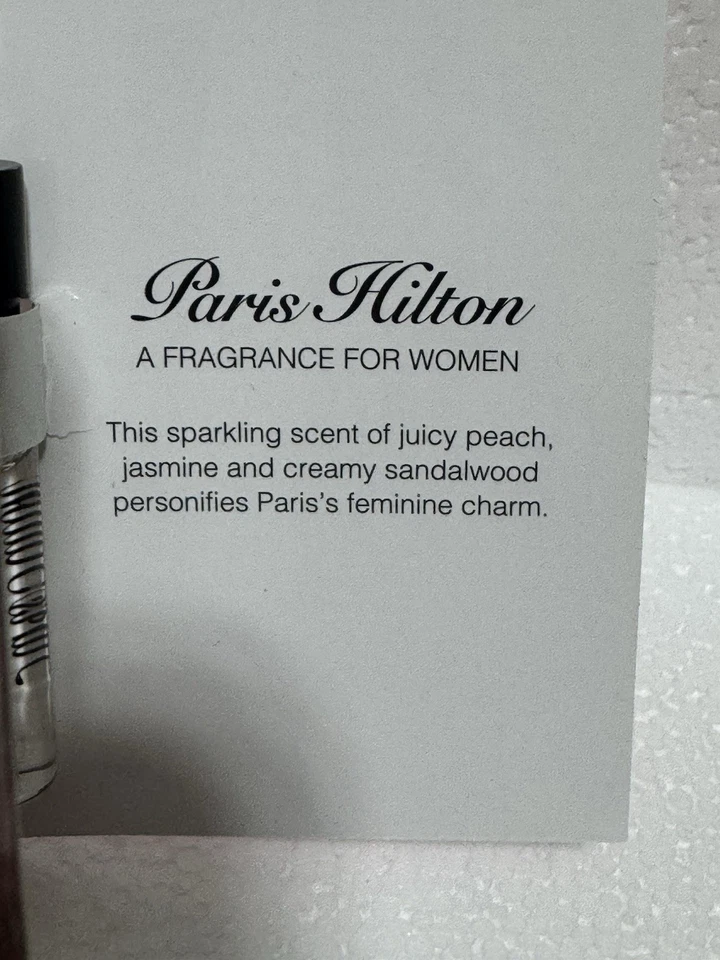 Paris Hilton
A FRAGRANCE FOR WOMEN
This sparkling scent of juicy peach,
jasmine and creamy sandalwood
personifies Paris's feminine charm.